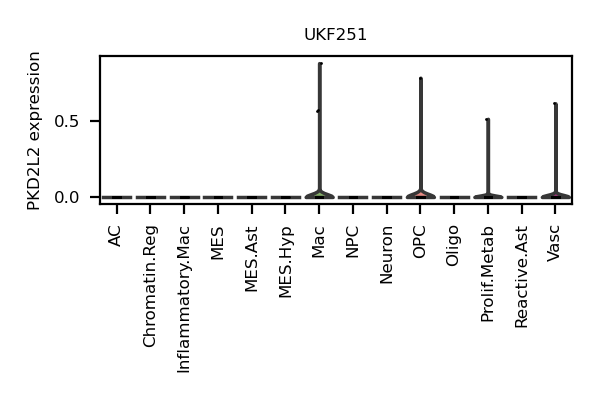 UKF251
PKD2L2 expression
0.5
0.0
AC
Chromatin.Reg
Inflammatory.Mac
MES
MES.Ast
MES.Hyp
Mac
NPC
Neuron
OPC
Oligo
Prolif.Metab
Reactive.Ast
Vasc